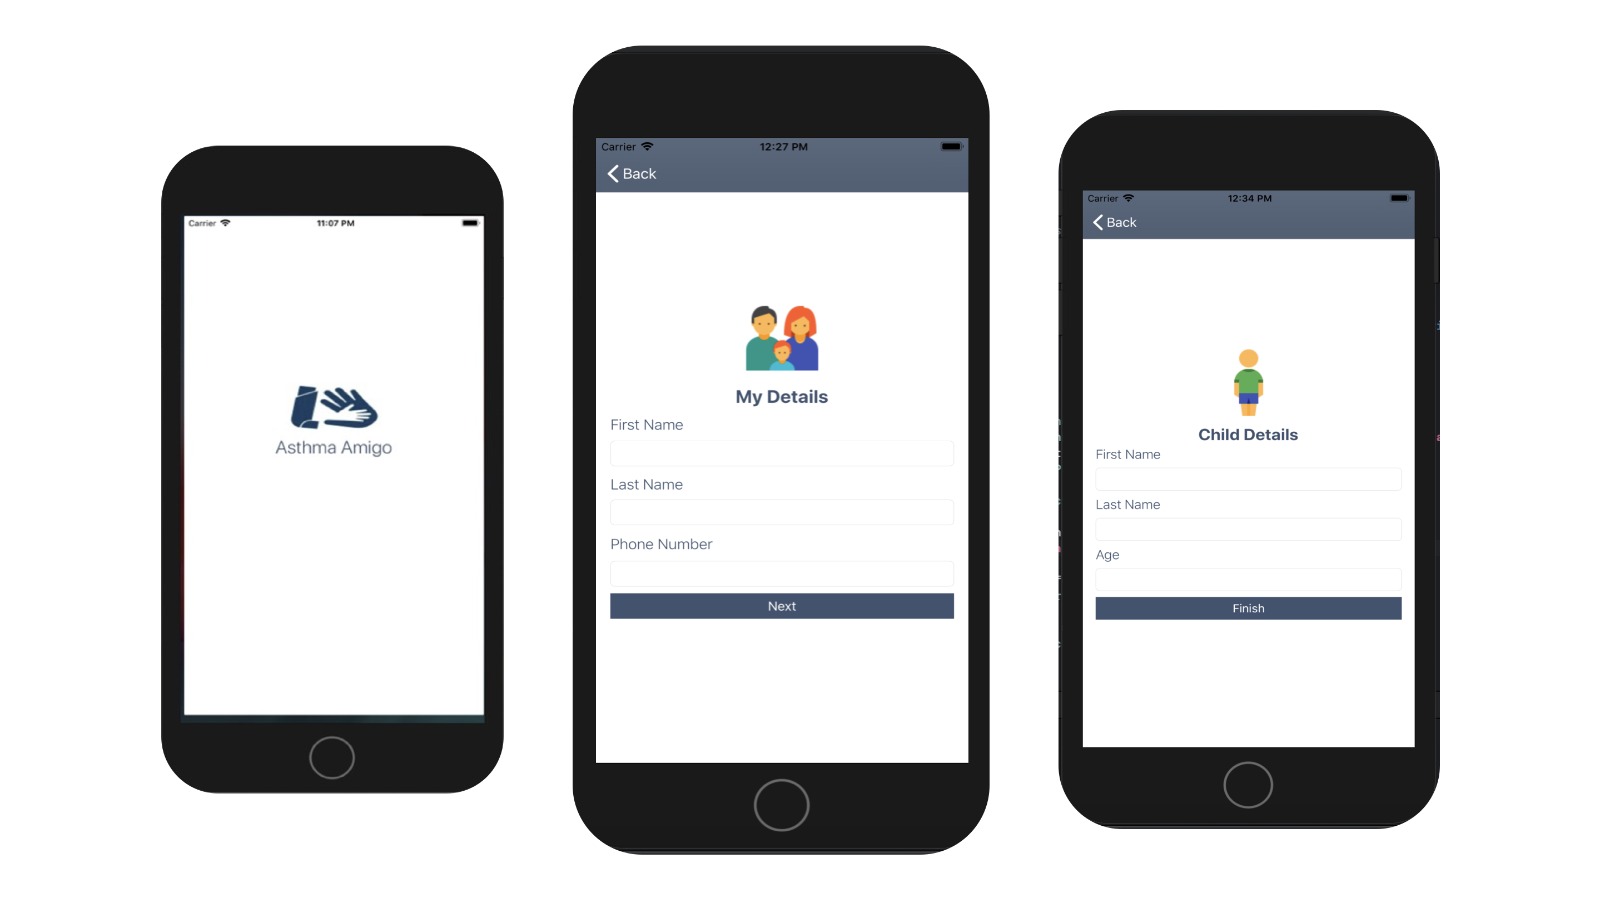 Carrier 11:07 PM
Asthma Amigo
Carrier 12:27 PM
Back
My Details
First Name
Last Name
Phone Number
Next
Carrier 12:34 PM
Back
Child Details
First Name
Last Name
Age
Finish